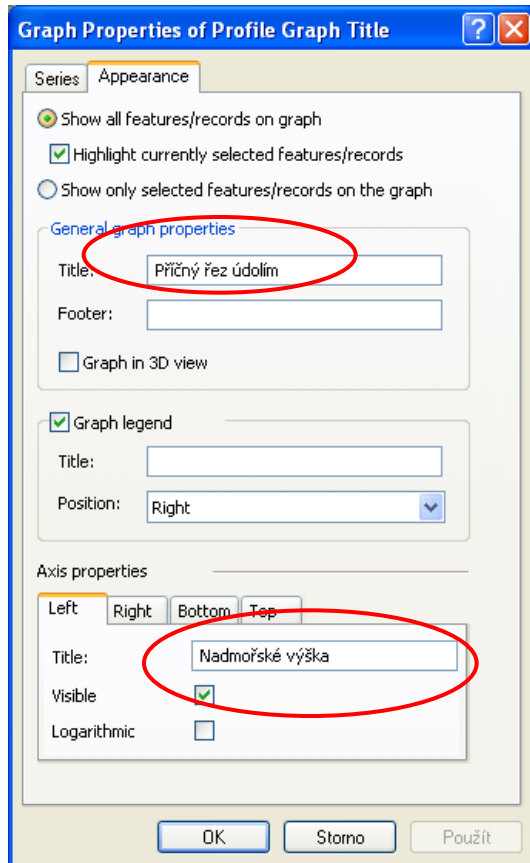 Graph Properties of Profile Graph Title
Series Appearance
Show all features/records on graph
Highlight currently selected features/records
Show only selected features/records on the graph
General graph properties
Title: Příčný řez údolím
Footer:
Graph in 3D view
Graph legend
Title:
Position: Right
Axis properties
Left Right Bottom Top
Title: Nadmořské výška
Visible
Logarithmic
OK Storno Použít